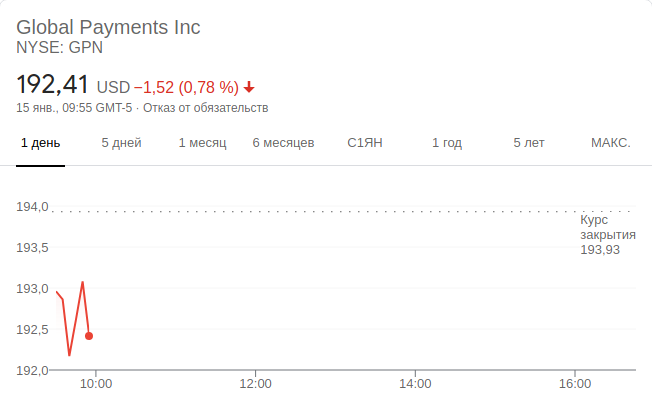 Global Payments Inc
NYSE: GPN
192,41 USD −1,52 (0,78 %)
15 янв., 09:55 GMT-5 · Отказ от обязательств
1 день 5 дней 1 месяц 6 месяцев С1ЯН 1 год 5 лет МАКС.
194,0
Курс
закрытия
193,93
193,5
193,0
192,5
192,0
10:00 12:00 14:00 16:00